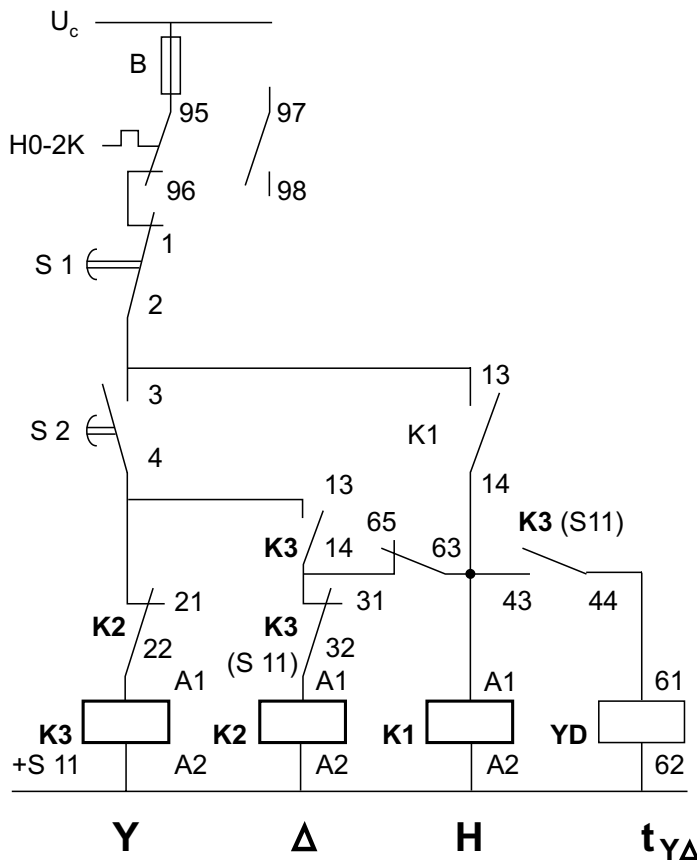 U_c
B
95 97
H0-2K
96 98
1
S 1
2
3 13
S 2 K1
4
14
13
65 K3 (S11)
K3 14 63
21 31 43 44
K2 K3
22 32
(S 11)
A1 A1 A1 61
K3 K2 K1 YD
+S 11 A2 A2 A2 62
Y Δ H t_YΔ